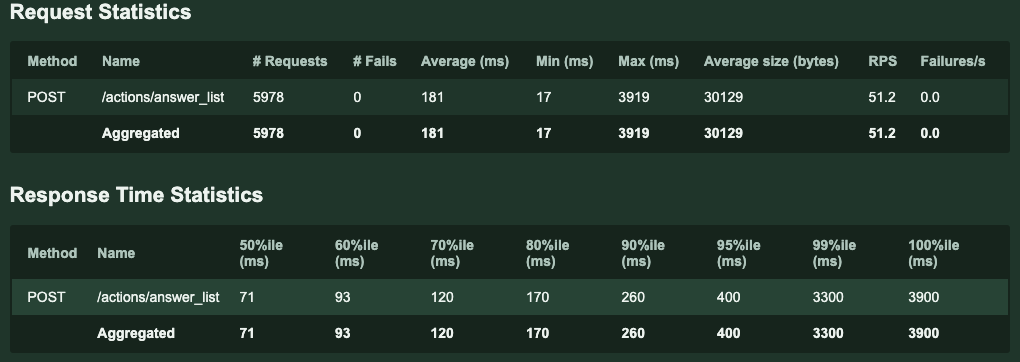 Request Statistics
Method Name # Requests # Fails Average (ms) Min (ms) Max (ms) Average size (bytes) RPS Failures/s
POST /actions/answer_list 5978 0 181 17 3919 30129 51.2 0.0
Aggregated 5978 0 181 17 3919 30129 51.2 0.0
Response Time Statistics
Method Name 50%ile (ms) 60%ile (ms) 70%ile (ms) 80%ile (ms) 90%ile (ms) 95%ile (ms) 99%ile (ms) 100%ile (ms)
POST /actions/answer_list 71 93 120 170 260 400 3300 3900
Aggregated 71 93 120 170 260 400 3300 3900